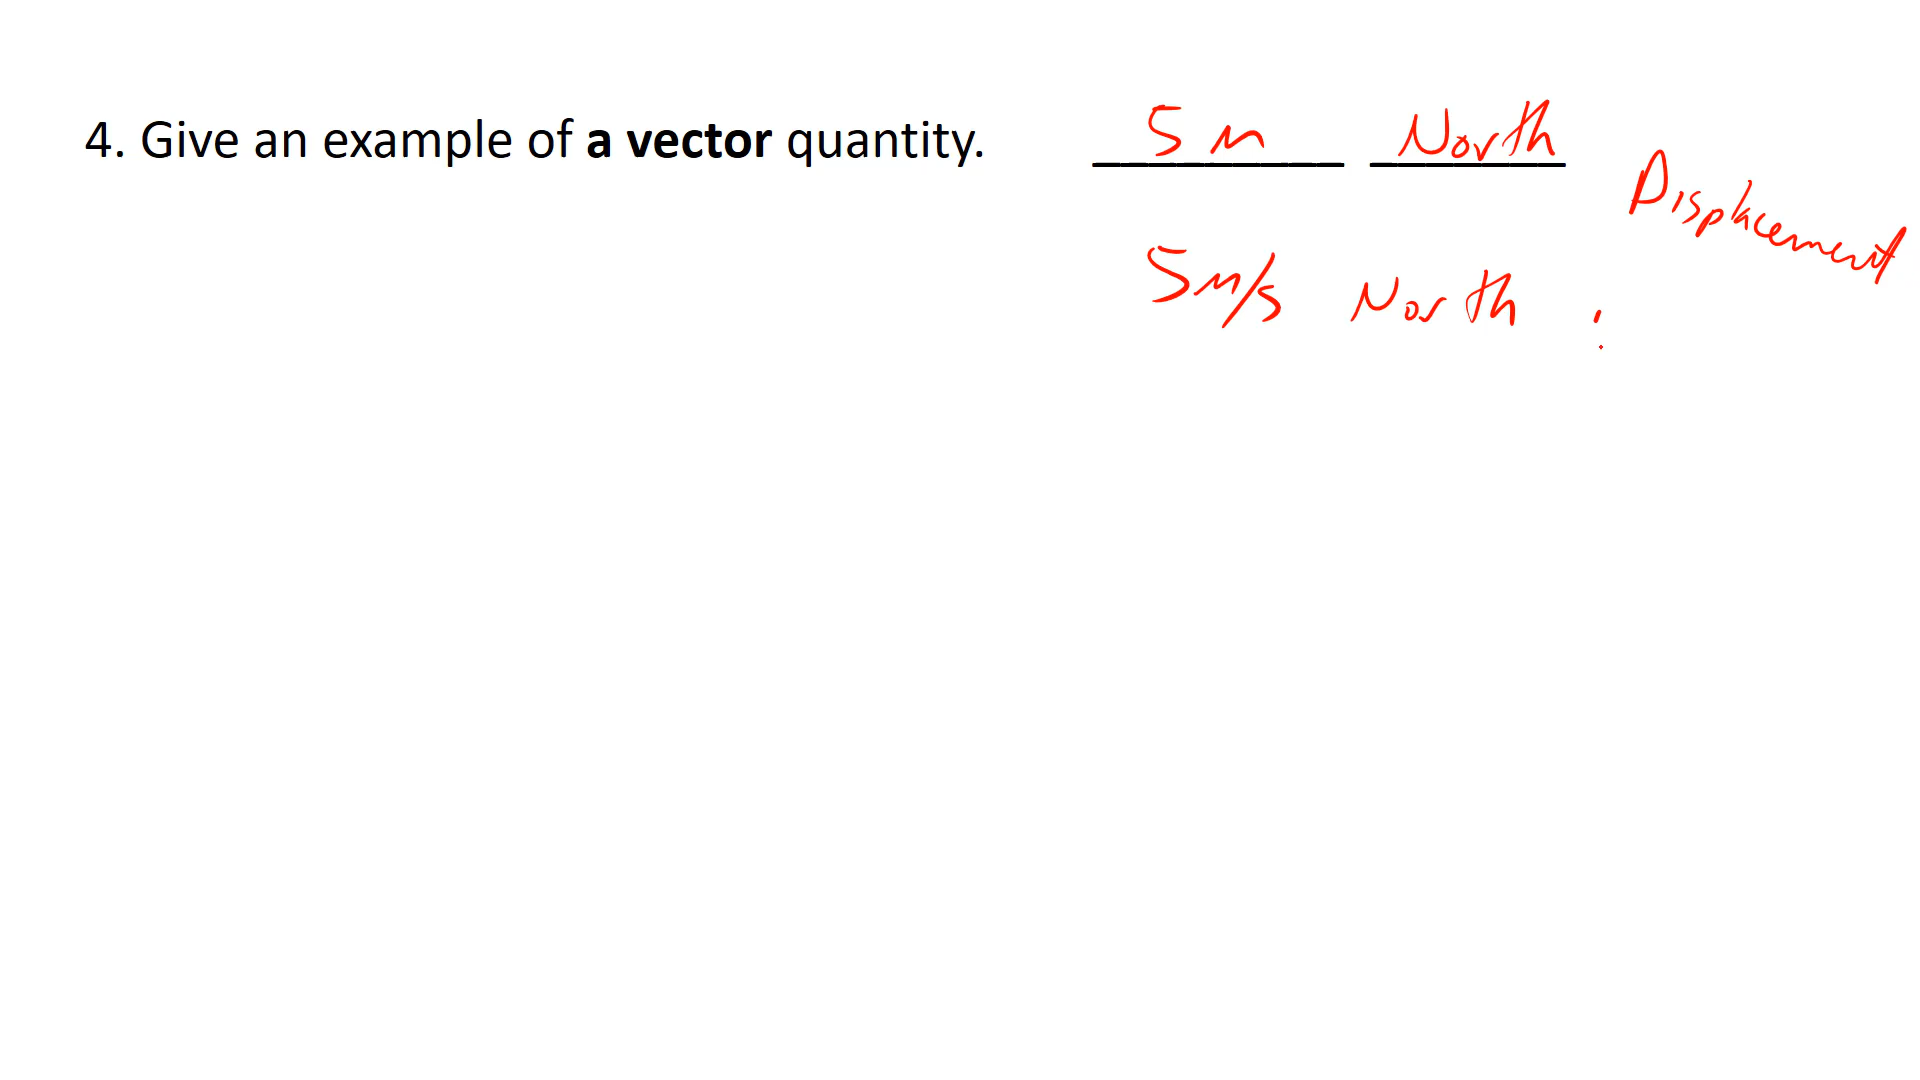 4. Give an example of a vector quantity. 5 m North
Displacement
5 m/s North :